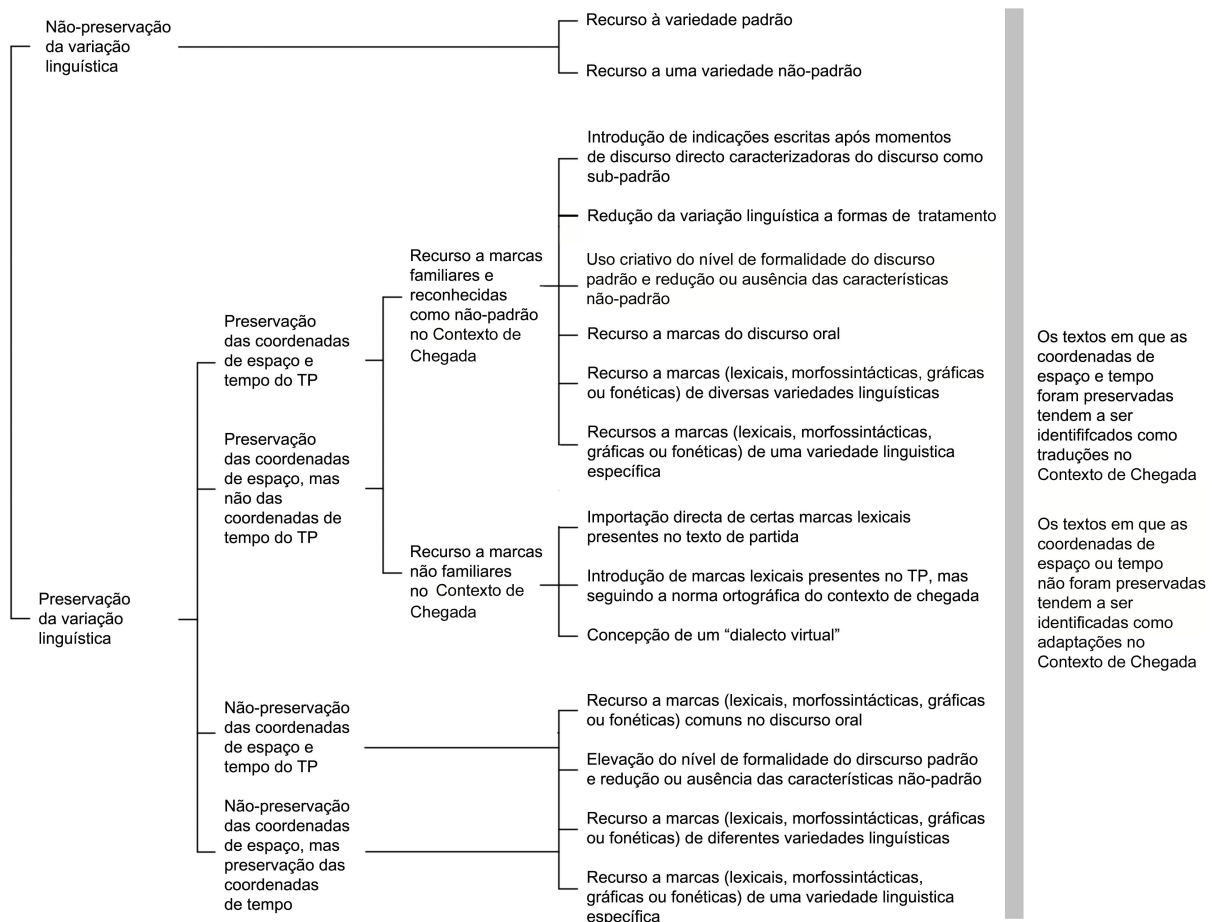 Não-preservação
da variação
linguística
Recurso à variedade padrão
Recurso a uma variedade não-padrão
Preservação
da variação
linguística
Preservação
das coordenadas
de espaço e
tempo do TP
Preservação
das coordenadas
de espaço, mas
não das
coordenadas de
tempo do TP
Recurso a marcas
familiares e
reconhecidas
como não-padrão
no Contexto de
Chegada
Introdução de indicações escritas após momentos
de discurso directo caracterizadoras do discurso como
sub-padrão
Redução da variação linguística a formas de tratamento
Uso criativo do nível de formalidade do discurso
padrão e redução ou ausência das características
não-padrão
Recurso a marcas do discurso oral
Recurso a marcas (lexicais, morfossintácticas, gráficas
ou fonéticas) de diversas variedades linguísticas
Recursos a marcas (lexicais, morfossintácticas,
gráficas ou fonéticas) de uma variedade linguistica
específica
Recurso a marcas
não familiares
no Contexto de
Chegada
Importação directa de certas marcas lexicais
presentes no texto de partida
Introdução de marcas lexicais presentes no TP, mas
seguindo a norma ortográfica do contexto de chegada
Concepção de um “dialecto virtual”
Não-preservação
das coordenadas
de espaço e
tempo do TP
Não-preservação
das coordenadas
de espaço, mas
preservação das
coordenadas
de tempo
Recurso a marcas (lexicais, morfossintácticas, gráficas
ou fonéticas) comuns no discurso oral
Elevação do nível de formalidade do dirscurso padrão
e redução ou ausência das características não-padrão
Recurso a marcas (lexicais, morfossintácticas, gráficas
ou fonéticas) de diferentes variedades linguísticas
Recurso a marcas (lexicais, morfossintácticas,
gráficas ou fonéticas) de uma variedade linguistica
específica
Os textos em que as
coordenadas de
espaço e tempo
foram preservadas
tendem a ser
identififcados como
traduções no
Contexto de Chegada
Os textos em que as
coordenadas de
espaço ou tempo
não foram preservadas
tendem a ser
identificadas como
adaptações no
Contexto de Chegada